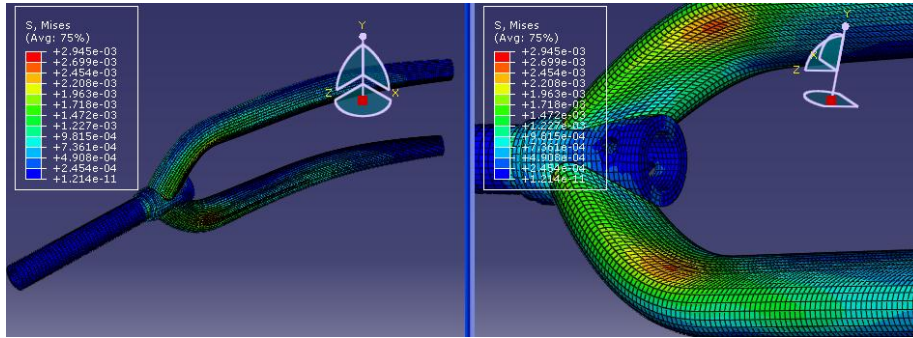 S, Mises
(Avg: 75%)
+2.945e-03
+2.699e-03
+2.454e-03
+2.208e-03
+1.963e-03
+1.718e-03
+1.472e-03
+1.227e-03
+9.815e-04
+7.361e-04
+4.908e-04
+2.454e-04
+1.214e-11
Y
Z
X
S, Mises
(Avg: 75%)
+2.945e-03
+2.699e-03
+2.454e-03
+2.208e-03
+1.963e-03
+1.718e-03
+1.472e-03
+1.227e-03
+9.815e-04
+7.361e-04
+4.908e-04
+2.454e-04
+1.214e-11
Y
X
Z